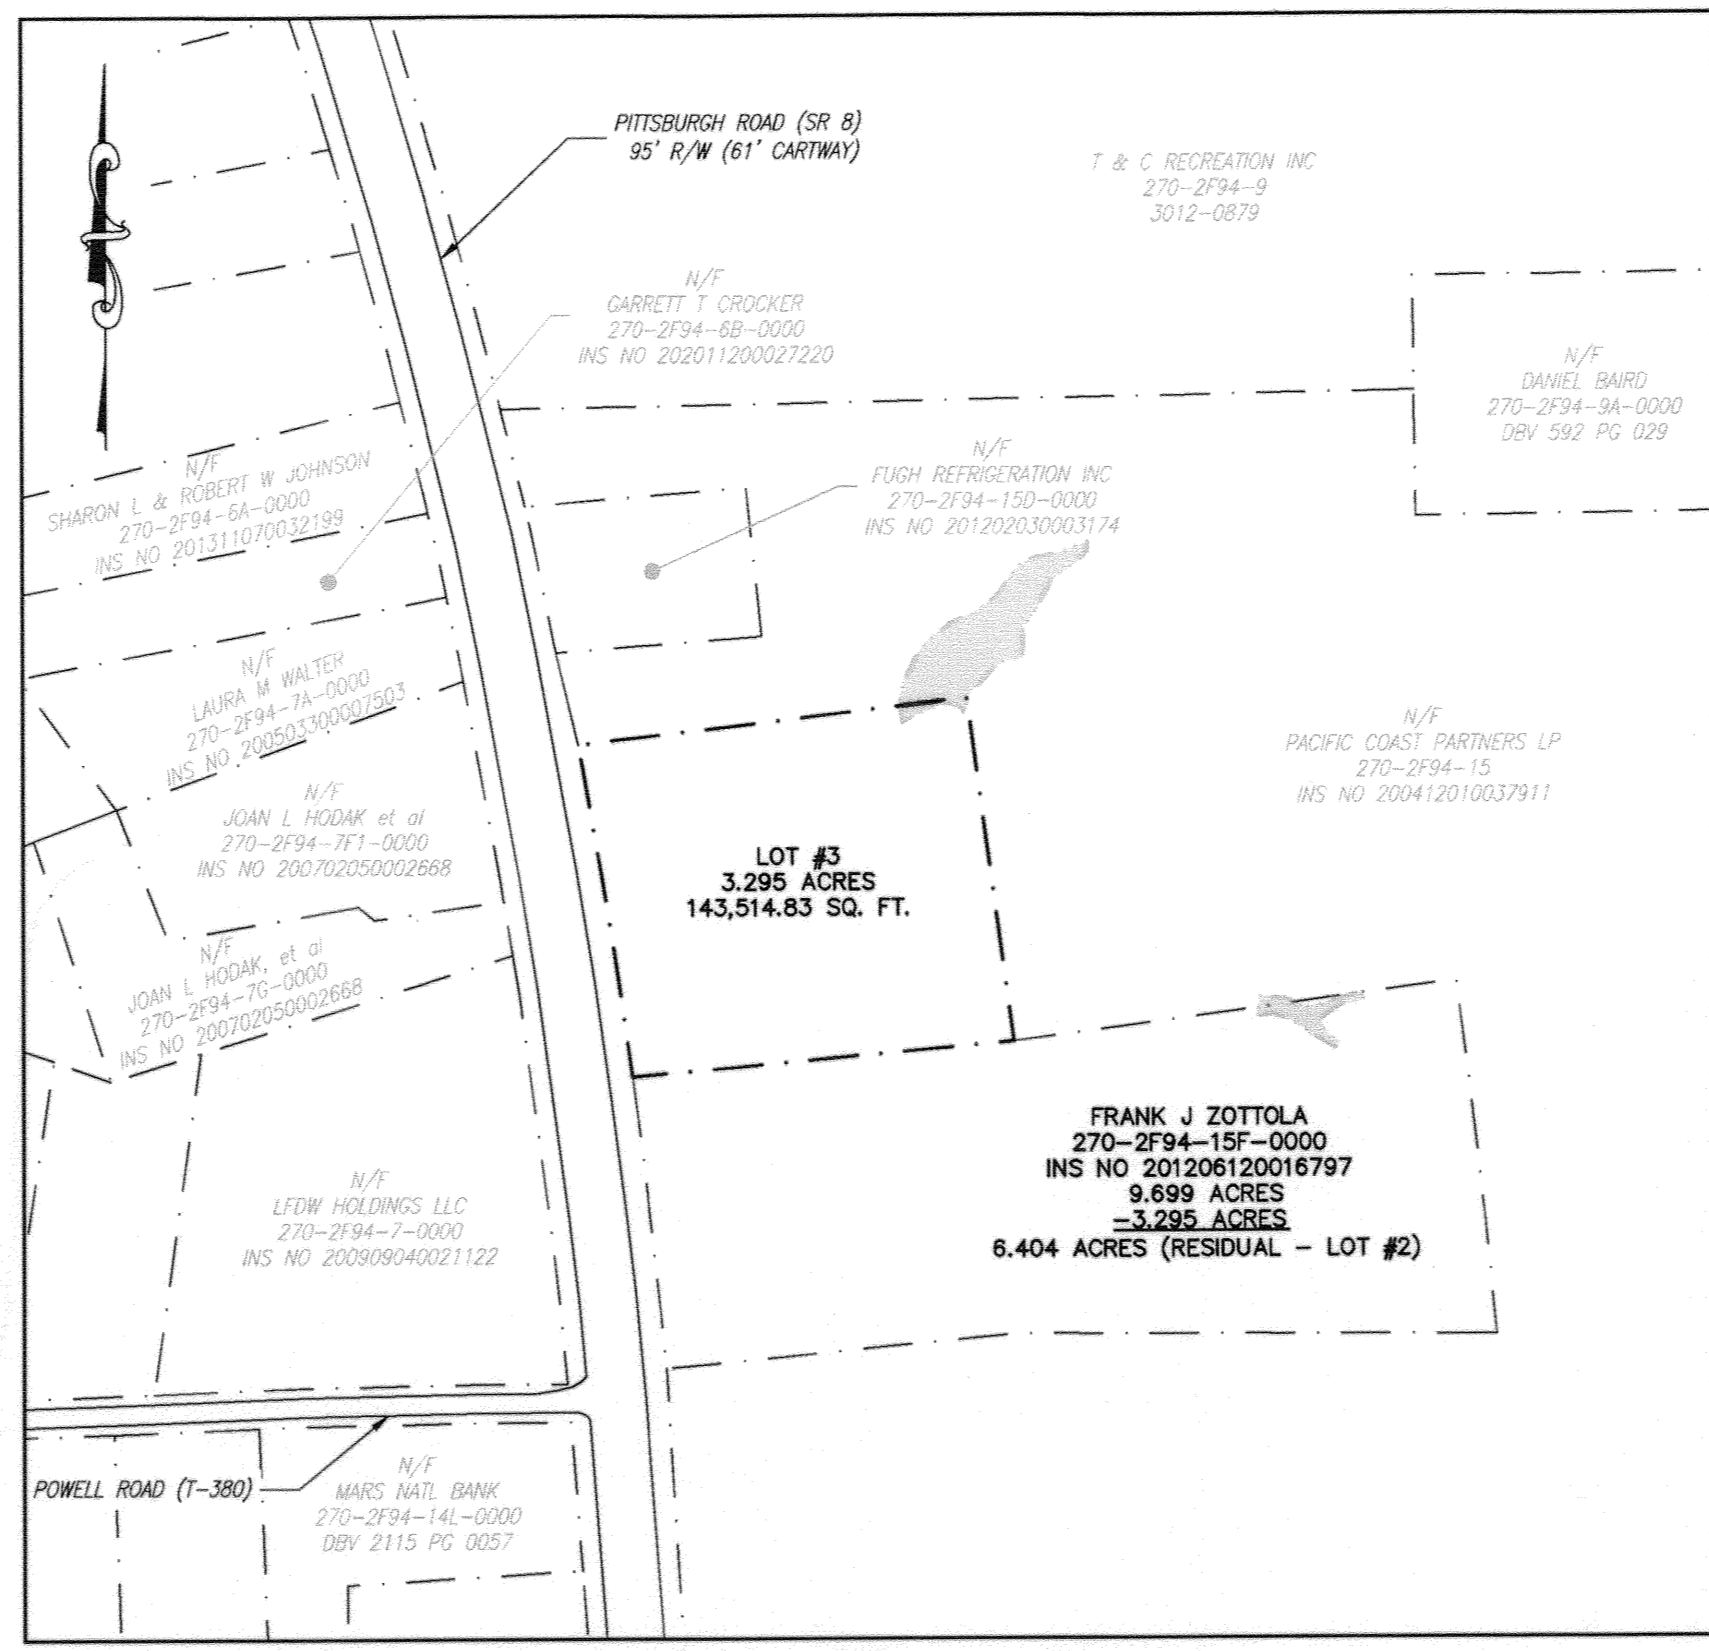 PITTSBURGH ROAD (SR 8)
95' R/W (61' CARTWAY)
T & C RECREATION INC
270-2F94-9
3012-0879
N/F
GARRETT T CROCKER
270-2F94-6B-0000
INS NO 202011200027220
N/F
DANIEL BAIRD
270-2F94-9A-0000
DBV 592 PG 029
N/F
FUGH REFRIGERATION INC
270-2F94-15D-0000
INS NO 201202030003174
N/F
SHARON L & ROBERT W JOHNSON
270-2F94-6A-0000
INS NO 201311070032199
N/F
LAURA M WALTER
270-2F94-7A-0000
INS NO 200503300007503
N/F
PACIFIC COAST PARTNERS LP
270-2F94-15
INS NO 200412010037911
N/F
JOAN L HODAK et al
270-2F94-7F1-0000
INS NO 200702050002668
LOT #3
3.295 ACRES
143,514.83 SQ. FT.
N/F
JOAN L HODAK, et al
270-2F94-7G-0000
INS NO 200702050002668
FRANK J ZOTTOLA
270-2F94-15F-0000
INS NO 201206120016797
9.699 ACRES
-3.295 ACRES
6.404 ACRES (RESIDUAL - LOT #2)
N/F
LFDW HOLDINGS LLC
270-2F94-7-0000
INS NO 200909040021122
POWELL ROAD (T-380)
N/F
MARS NATL BANK
270-2F94-14L-0000
DBV 2115 PG 0057